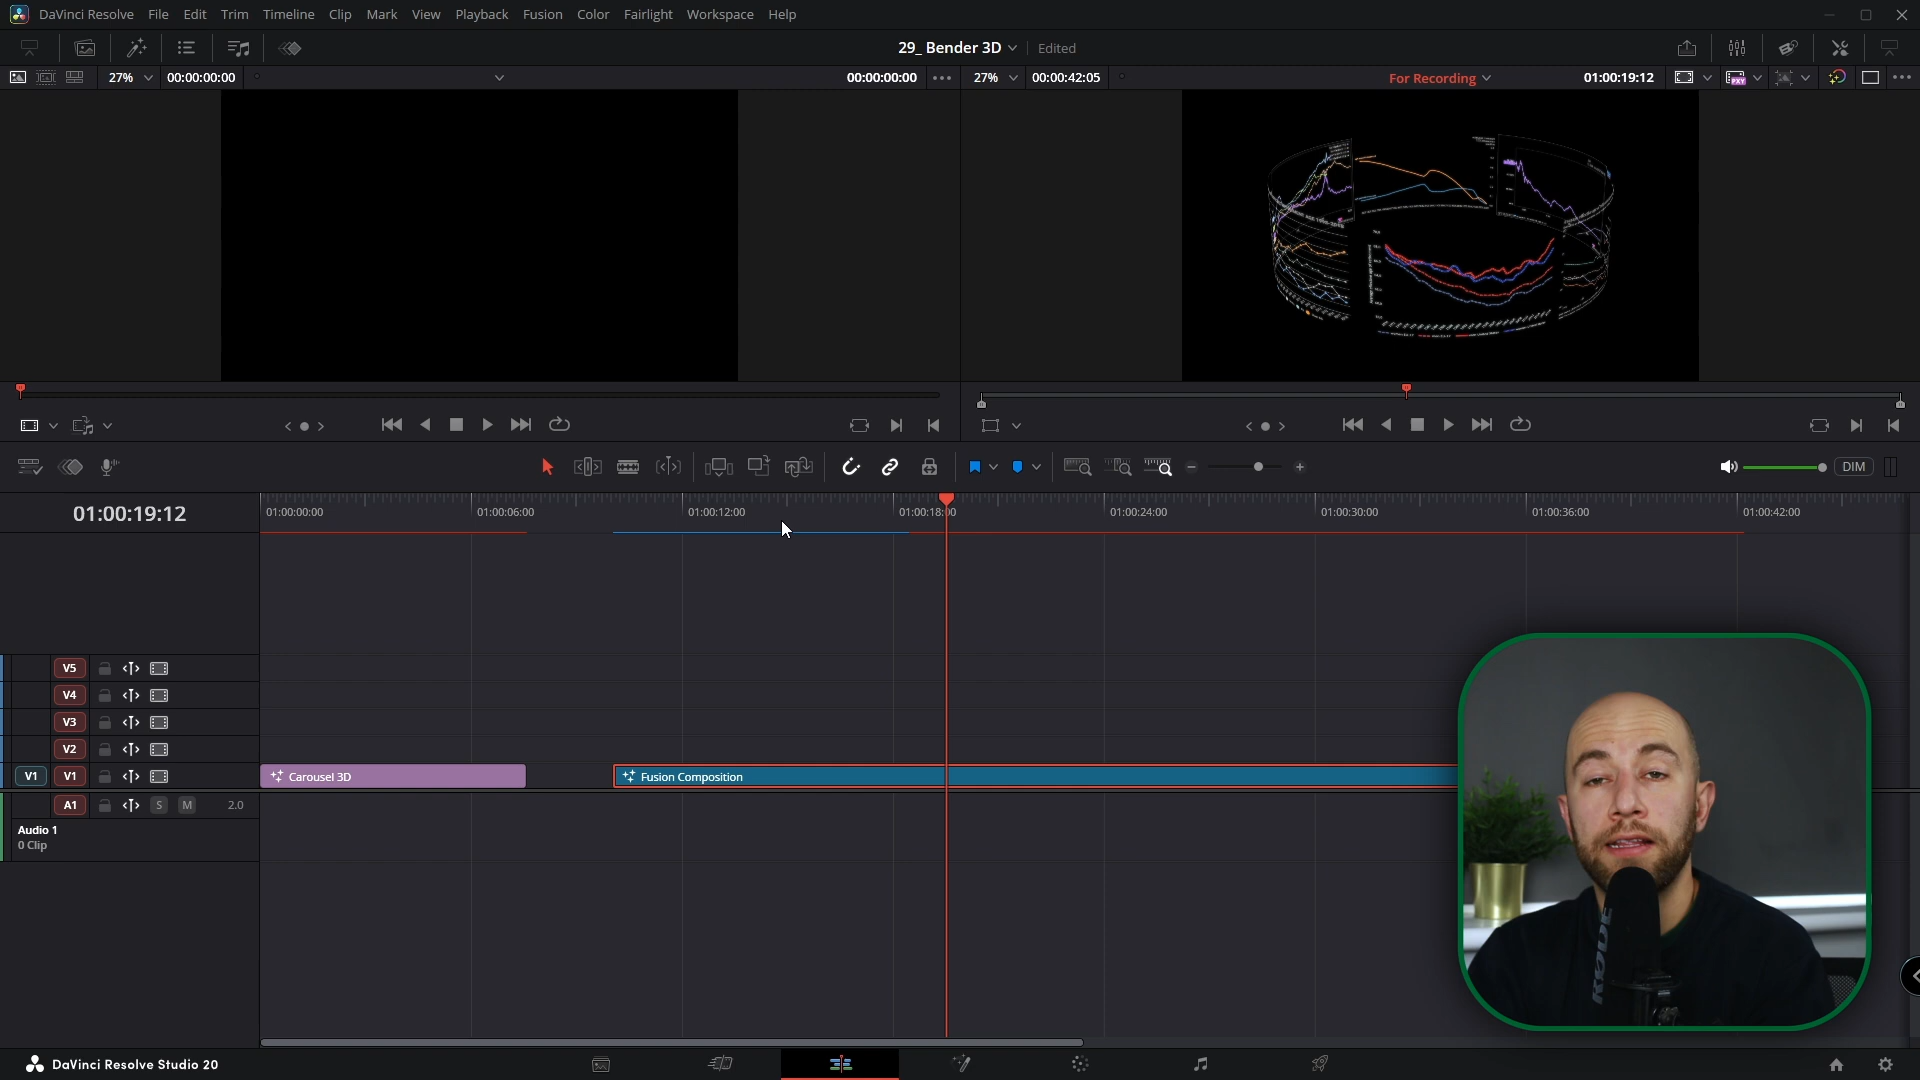 DaVinci Resolve File Edit Trim Timeline Clip Mark View Playback Fusion Color Fairlight Workspace Help
29_ Bender 3D Edited
27% 00:00:00:00 00:00:00:00 27% 00:00:42:05 For Recording 01:00:19:12
PXY
DIM
01:00:19:12
01:00:00:00 01:00:06:00 01:00:12:00 01:00:18:00 01:00:24:00 01:00:30:00 01:00:36:00 01:00:42:00
V5
V4
V3
V2
V1 V1 Carousel 3D Fusion Composition
A1 S M 2.0
Audio 1
0 Clip
RODE
DaVinci Resolve Studio 20